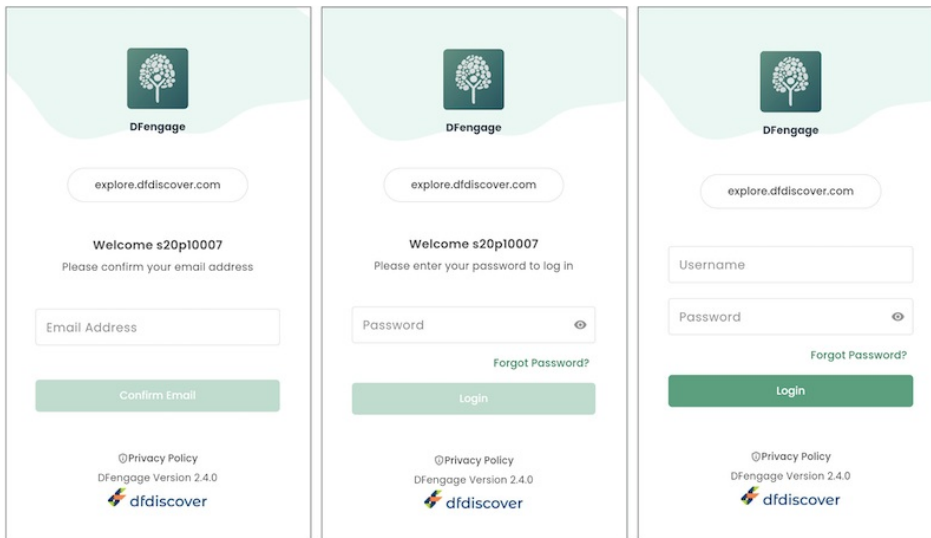 DFengage
explore.dfdiscover.com
Welcome s20p10007
Please confirm your email address
Email Address
Confirm Email
Privacy Policy
DFengage Version 2.4.0
dfdiscover
DFengage
explore.dfdiscover.com
Welcome s20p10007
Please enter your password to log in
Password
Forgot Password?
Login
Privacy Policy
DFengage Version 2.4.0
dfdiscover
DFengage
explore.dfdiscover.com
Username
Password
Forgot Password?
Login
Privacy Policy
DFengage Version 2.4.0
dfdiscover